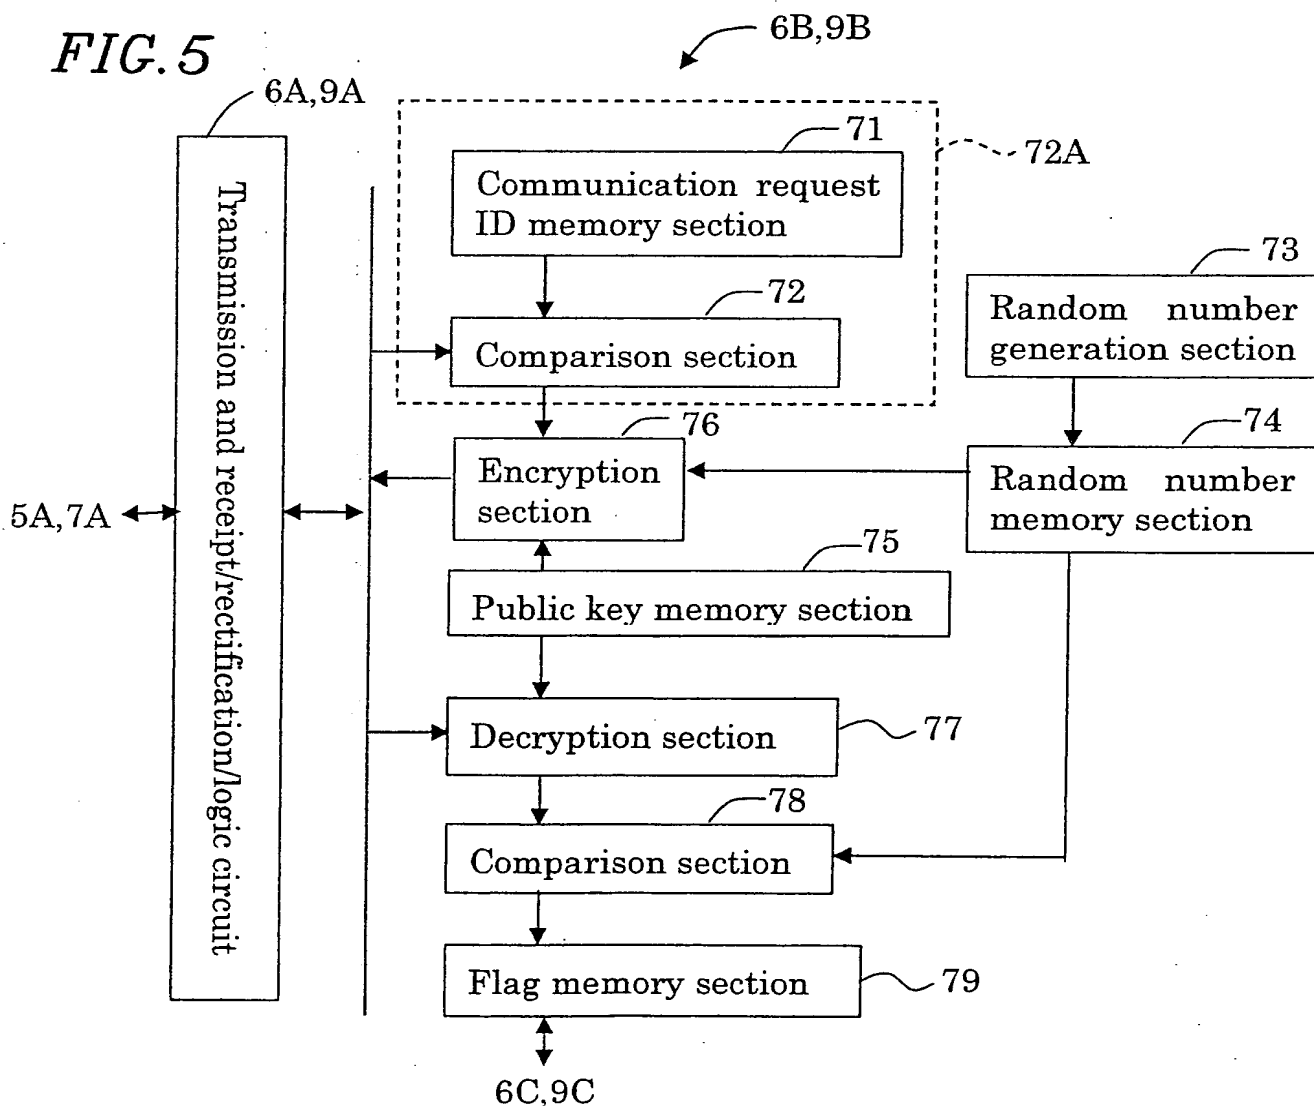 FIG.5
6B,9B
6A,9A
72A
71
Communication request
ID memory section
72
Comparison section
73
Random number
generation section
74
Random number
memory section
76
Encryption
section
5A,7A
Transmission and receipt/rectification/logic circuit
75
Public key memory section
Decryption section
77
78
Comparison section
Flag memory section
79
6C,9C